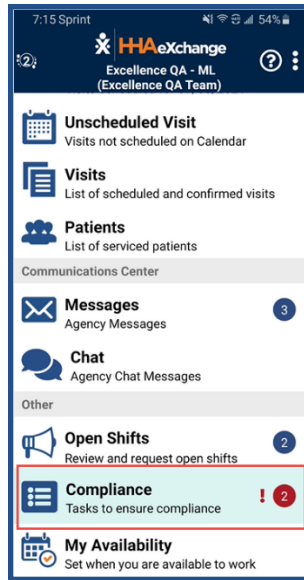 7:15 Sprint 54%
HHAeXchange
2
?
Excellence QA - ML
(Excellence QA Team)
Unscheduled Visit
Visits not scheduled on Calendar
Visits
List of scheduled and confirmed visits
Patients
List of serviced patients
Communications Center
Messages
3
Agency Messages
Chat
Agency Chat Messages
Other
Open Shifts
2
Review and request open shifts
Compliance
! 2
Tasks to ensure compliance
My Availability
Set when you are available to work